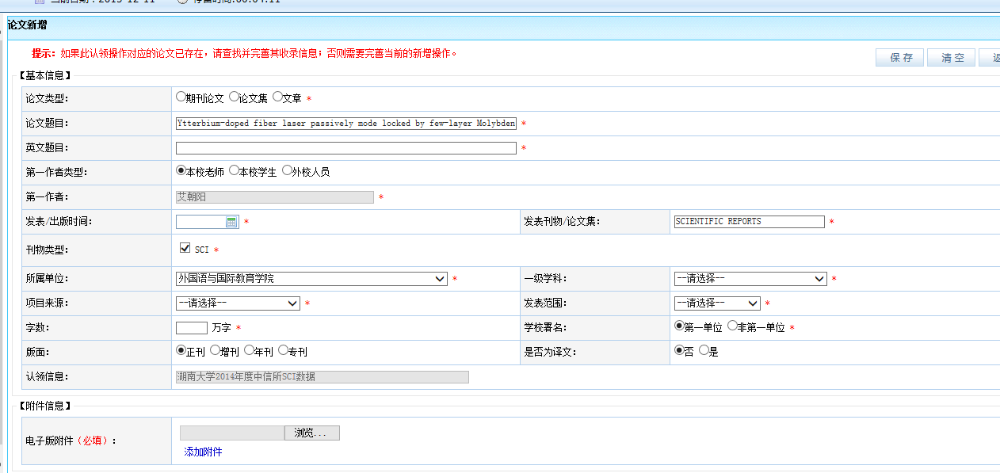 论文新增
提示：如果此认领操作对应的论文已存在，请查找并完善其收录信息；否则需要完善当前的新增操作。
保 存 清 空
【基本信息】
论文类型： 期刊论文 论文集 文章 *
论文题目： Ytterbium-doped fiber laser passively mode locked by few-layer Molybden *
英文题目： *
第一作者类型： 本校老师 本校学生 外校人员
第一作者： 艾朝阳 *
发表/出版时间： * 发表刊物/论文集： SCIENTIFIC REPORTS *
刊物类型： SCI *
所属单位： 外国语与国际教育学院 * 一级学科： --请选择-- *
项目来源： --请选择-- * 发表范围： --请选择-- *
字数： 万字 * 学校署名： 第一单位 非第一单位 *
版面： 正刊 增刊 年刊 专刊 是否为译文： 否 是
认领信息： 湖南大学2014年度中信所SCI数据
【附件信息】
电子版附件（必填）： 浏览...
添加附件